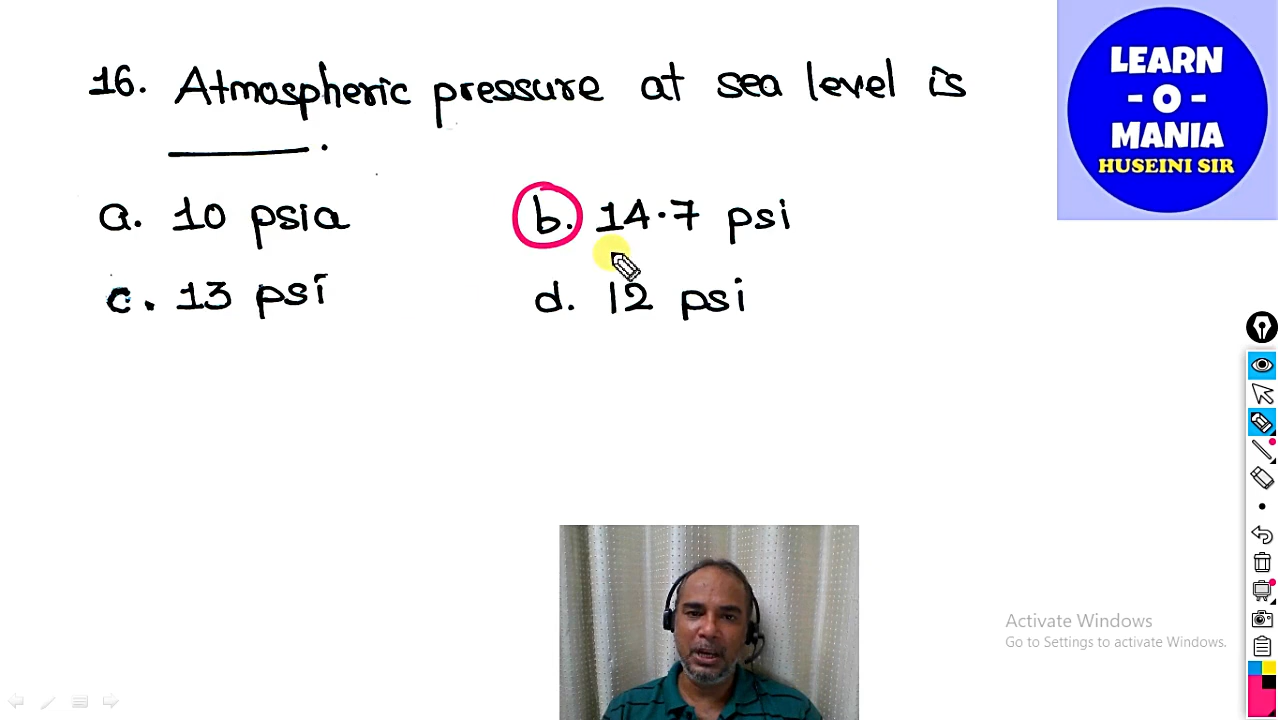 16. Atmospheric pressure at sea level is
______.
a. 10 psia
b. 14.7 psi
c. 13 psi
d. 12 psi
LEARN
- O -
MANIA
HUSEINI SIR
Activate Windows
Go to Settings to activate Windows.